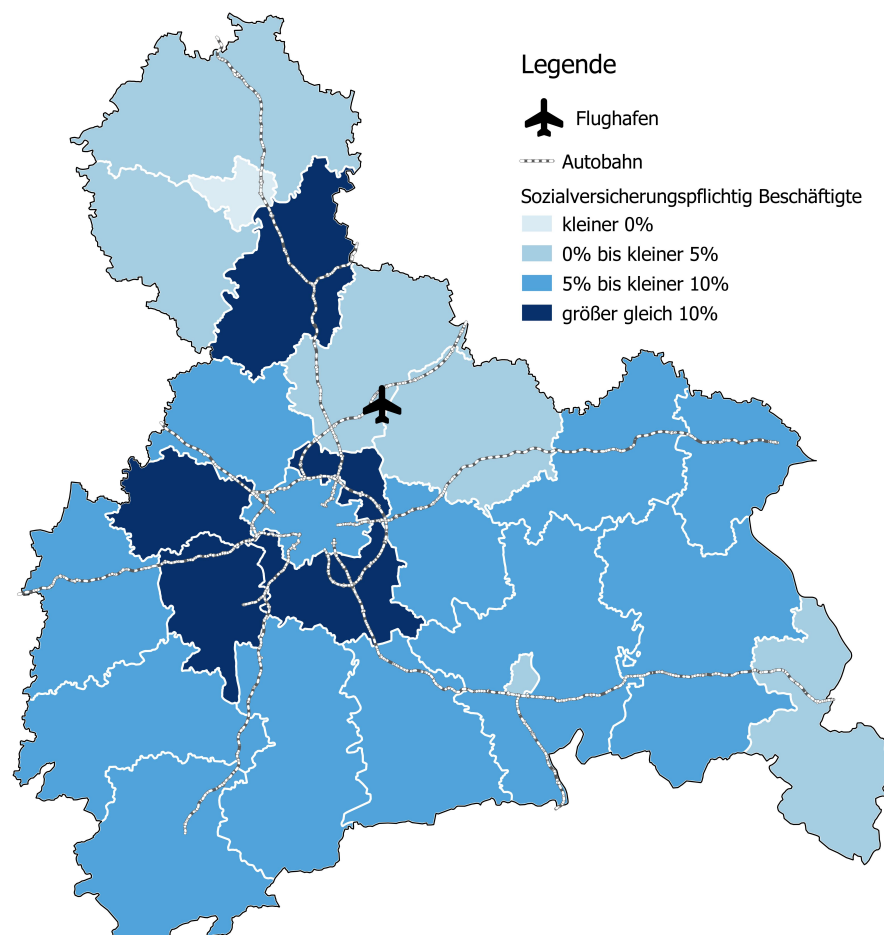 Legende
Flughafen
Autobahn
Sozialversicherungspflichtig Beschäftigte
kleiner 0%
0% bis kleiner 5%
5% bis kleiner 10%
größer gleich 10%